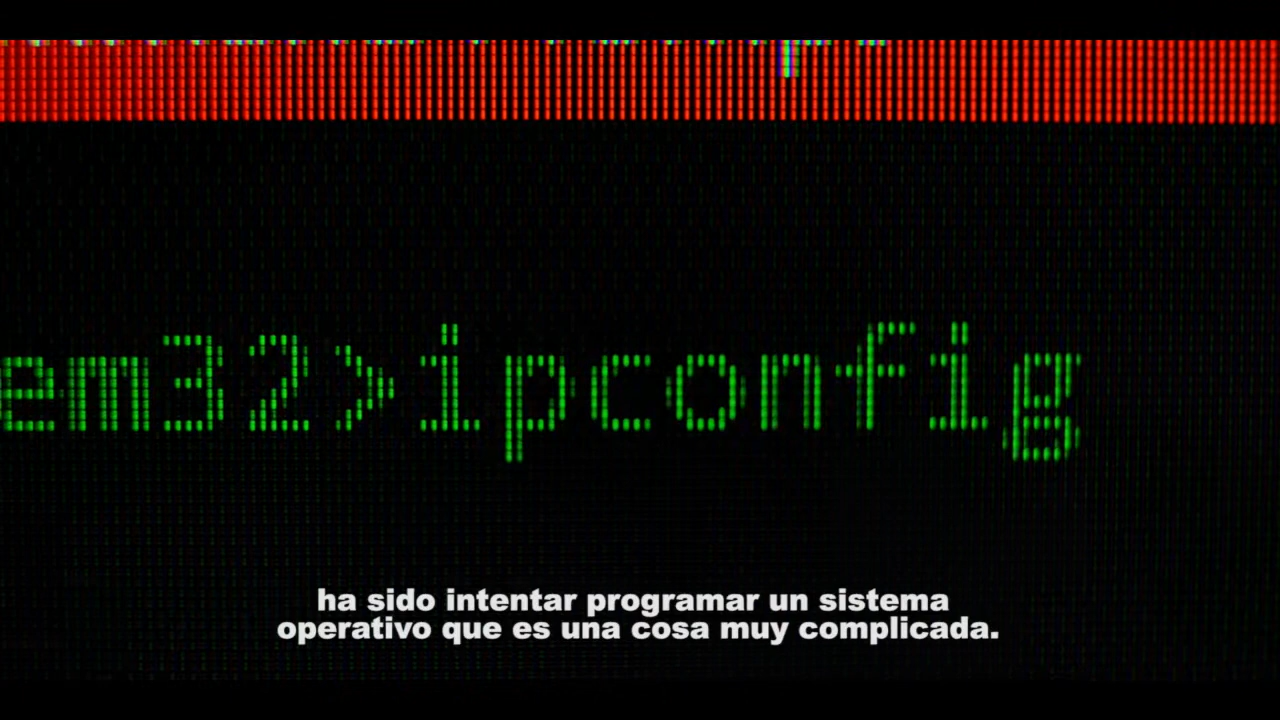 em32>ipconfig
ha sido intentar programar un sistema
operativo que es una cosa muy complicada.